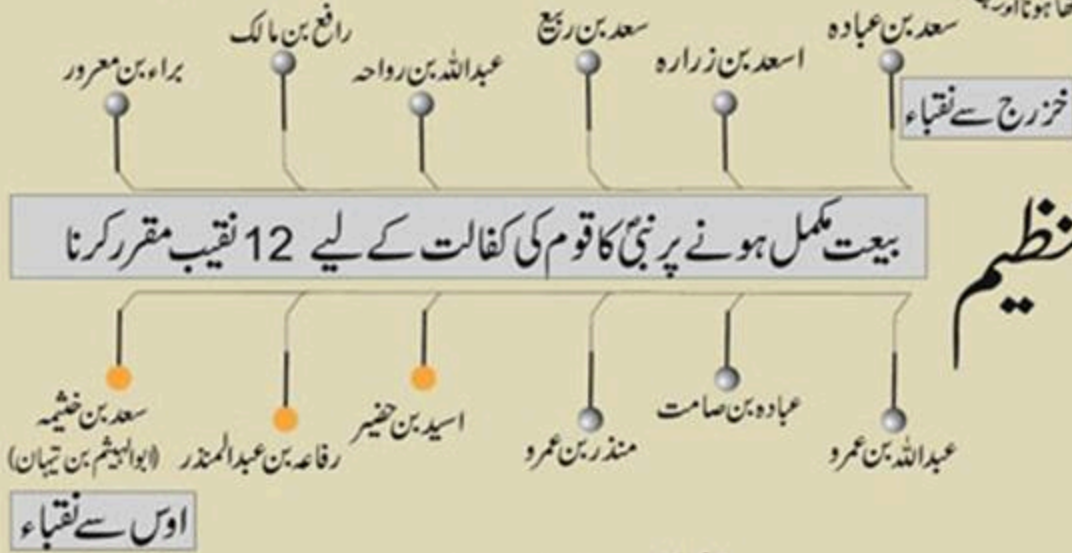 سعد بن عبادہ
سعد بن ربیع
رافع بن مالک
اسعد بن زرارہ
عبداللہ بن رواحہ
براء بن معرور
خزرج سے نقباء
بیعت مکمل ہونے پر نبیؐ کا قوم کی کفالت کے لیے 12 نقیب مقرر کرنا
عبادہ بن صامت
اسید بن حضیر
سعد بن خثیمہ
عبداللہ بن عمرو
منذر بن عمرو
رفاعہ بن عبدالمنذر
(ابوالہیثم بن تیہان)
اوس سے نقباء